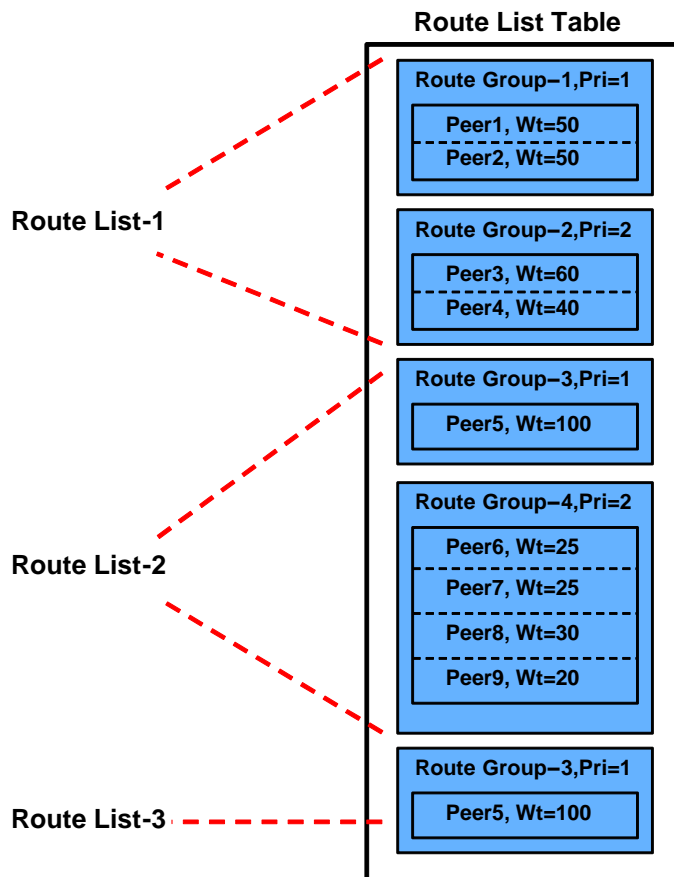 Route List Table
Route Group–1,Pri=1
Peer1, Wt=50
Peer2, Wt=50
Route List-1
Route Group–2,Pri=2
Peer3, Wt=60
Peer4, Wt=40
Route Group–3,Pri=1
Peer5, Wt=100
Route List-2
Route Group–4,Pri=2
Peer6, Wt=25
Peer7, Wt=25
Peer8, Wt=30
Peer9, Wt=20
Route List-3
Route Group–3,Pri=1
Peer5, Wt=100